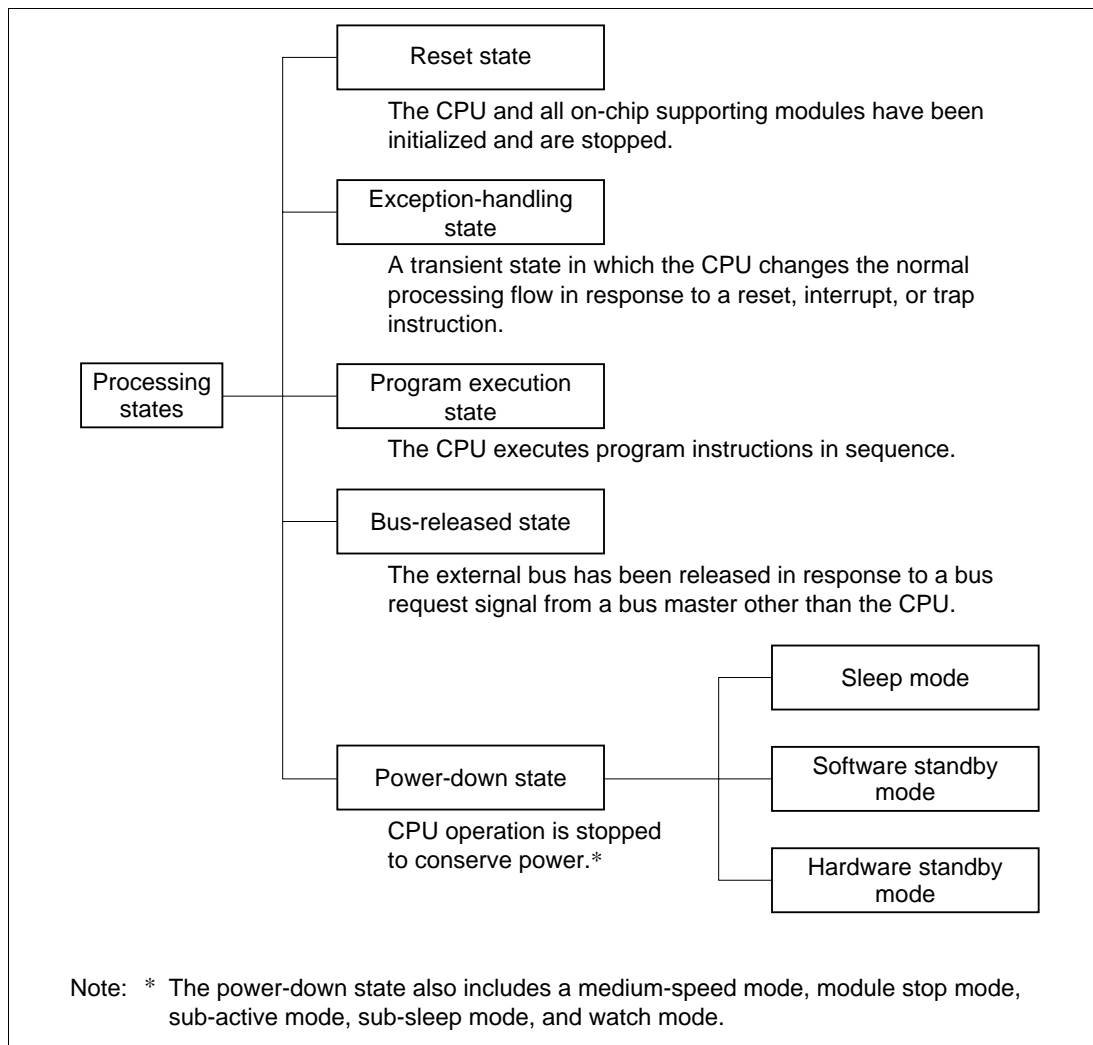 Reset state
The CPU and all on-chip supporting modules have been
initialized and are stopped.
Exception-handling
state
A transient state in which the CPU changes the normal
processing flow in response to a reset, interrupt, or trap
instruction.
Processing
states
Program execution
state
The CPU executes program instructions in sequence.
Bus-released state
The external bus has been released in response to a bus
request signal from a bus master other than the CPU.
Sleep mode
Power-down state
CPU operation is stopped
to conserve power.*
Software standby
mode
Hardware standby
mode
Note: * The power-down state also includes a medium-speed mode, module stop mode,
sub-active mode, sub-sleep mode, and watch mode.